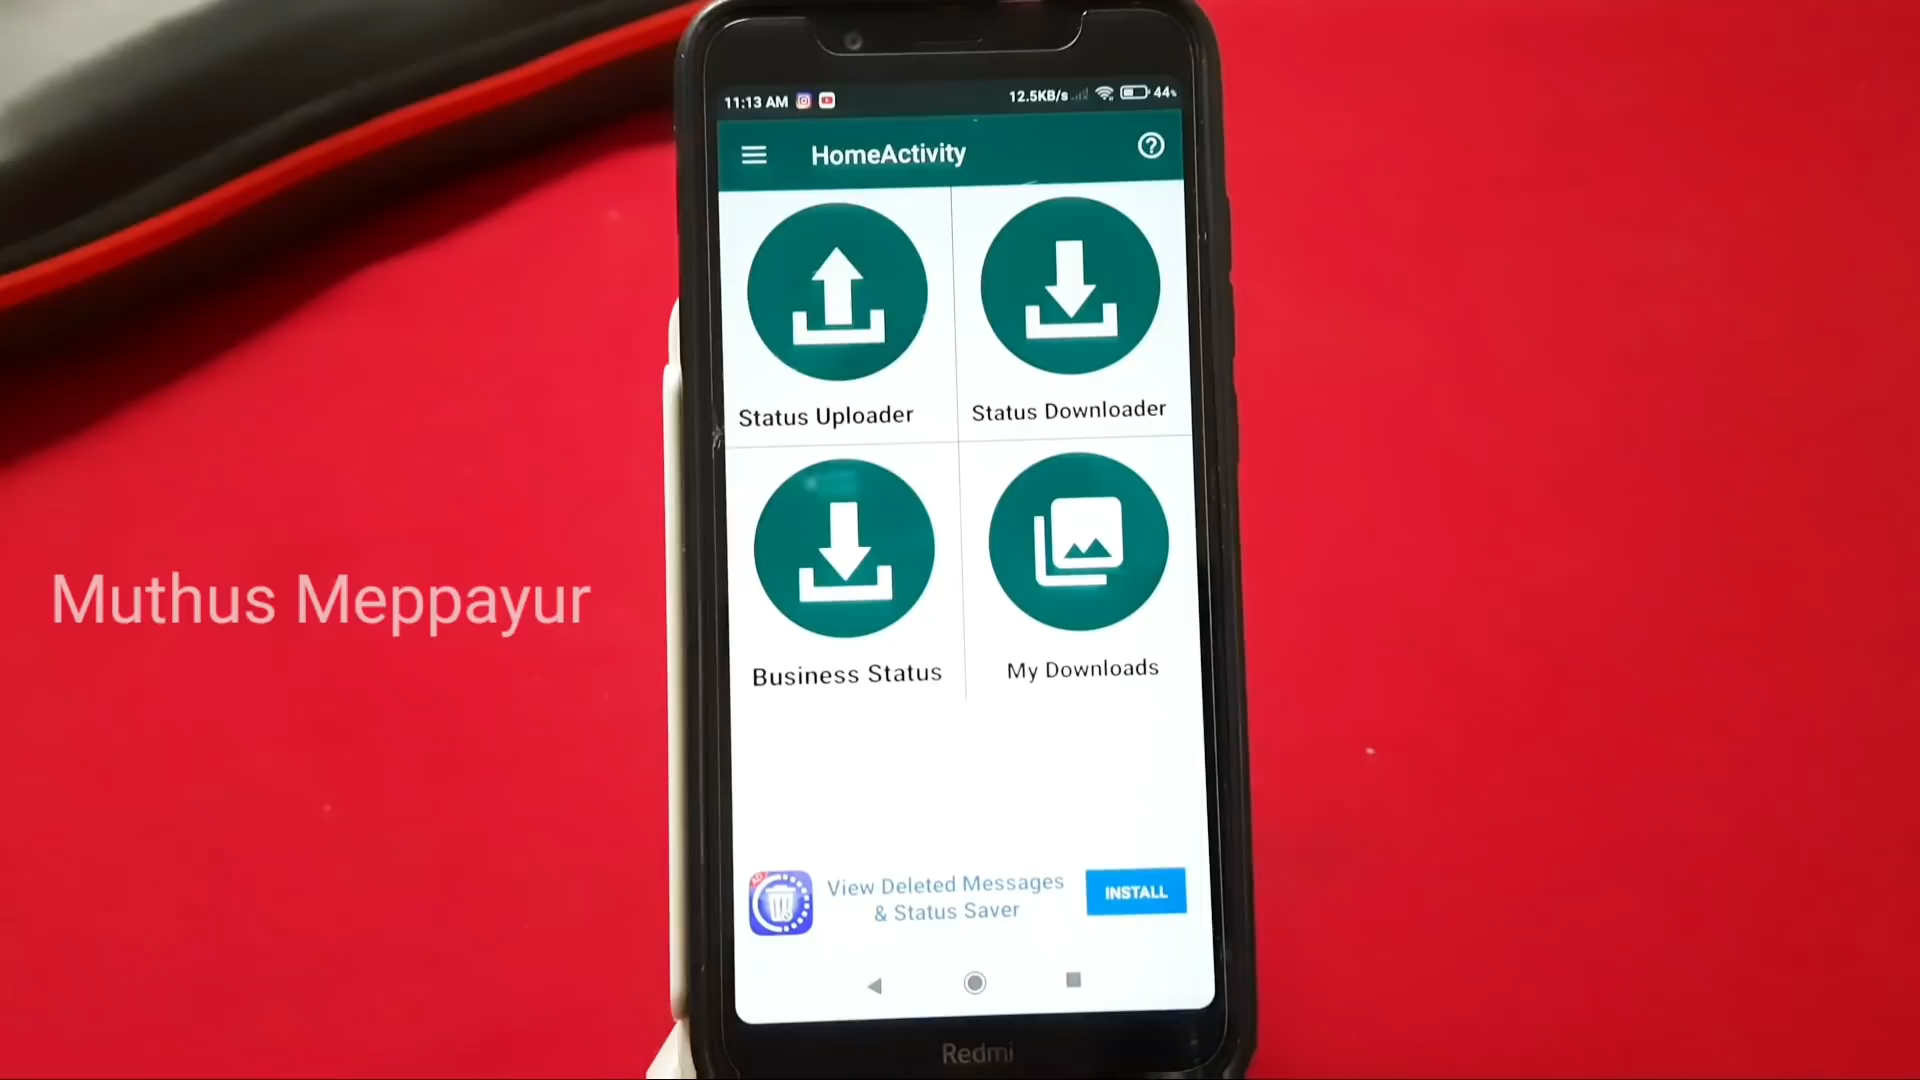 11:13 AM 12.5KB/s 44%
HomeActivity
Status Uploader
Status Downloader
Business Status
My Downloads
Muthus Meppayur
View Deleted Messages
& Status Saver
INSTALL
Redmi